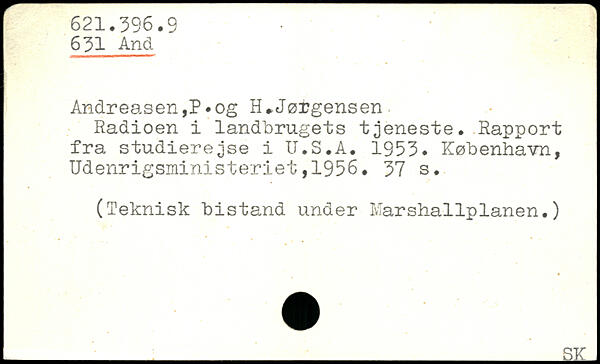 621.396.9
631 And
Andreasen,P.og H.Jørgensen.
Radioen i landbrugets tjeneste. Rapport
fra studierejse i U.S.A. 1953. København,
Udenrigsministeriet,1956. 37 s.
(Teknisk bistand under Marshallplanen.)
SK